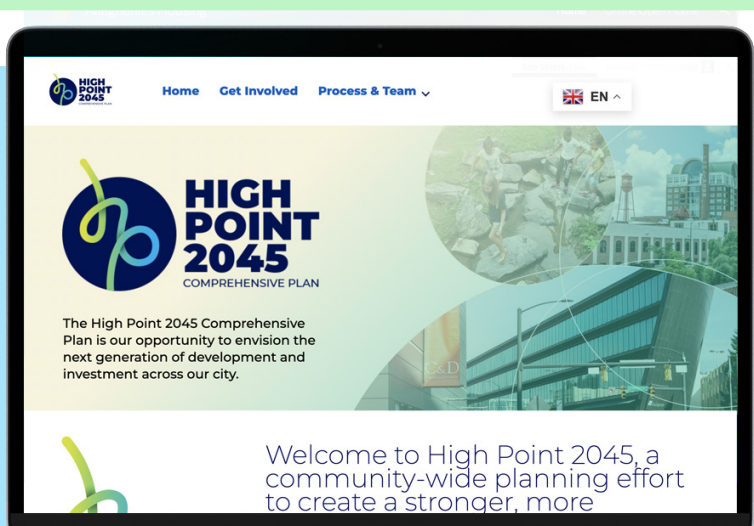 HIGH
POINT
2045
COMPREHENSIVE PLAN
Home Get Involved Process & Team
EN
HIGH
POINT
2045
COMPREHENSIVE PLAN
The High Point 2045 Comprehensive
Plan is our opportunity to envision the
next generation of development and
investment across our city.
C&D
Welcome to High Point 2045, a
community-wide planning effort
to create a stronger, more